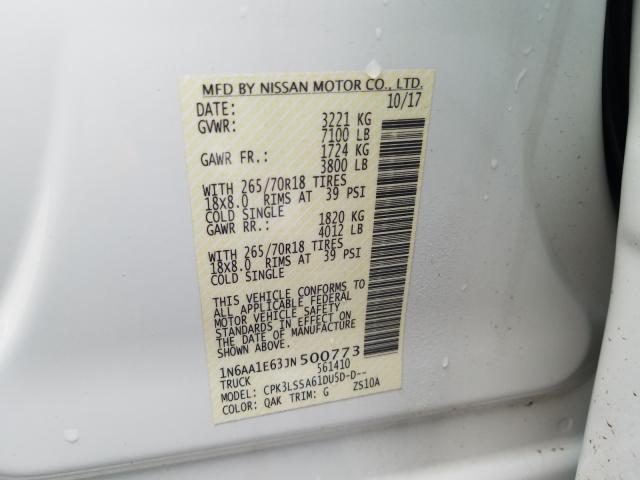 MFD BY NISSAN MOTOR CO., LTD.
DATE: 10/17
GVWR: 3221 KG
7100 LB
GAWR FR.: 1724 KG
3800 LB
WITH 265/70R18 TIRES
18x8.0 RIMS AT 39 PSI
COLD SINGLE
GAWR RR.: 1820 KG
4012 LB
WITH 265/70R18 TIRES
18x8.0 RIMS AT 39 PSI
COLD SINGLE
THIS VEHICLE CONFORMS TO
ALL APPLICABLE FEDERAL
MOTOR VEHICLE SAFETY
STANDARDS IN EFFECT ON
THE DATE OF MANUFACTURE
SHOWN ABOVE.
1N6AA1E63JN500773
TRUCK 561410
MODEL: CPK3LSSA61DU5D-D--
COLOR: QAK TRIM: G ZS10A